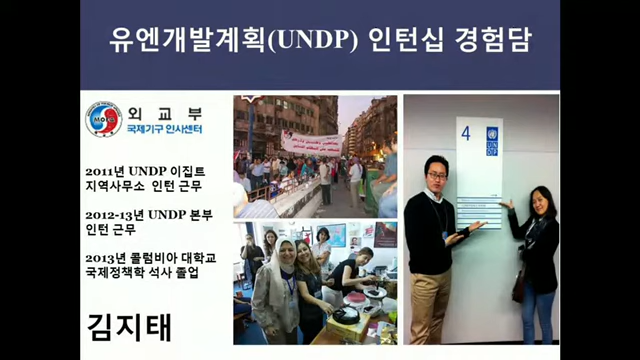 유엔개발계획(UNDP) 인턴십 경험담
외 교 부
국제기구 인사센터
2011년 UNDP 이집트
지역사무소 인턴 근무
2012-13년 UNDP 본부
인턴 근무
2013년 콜럼비아 대학교
국제정책학 석사 졸업
김지태
4
UN
DP